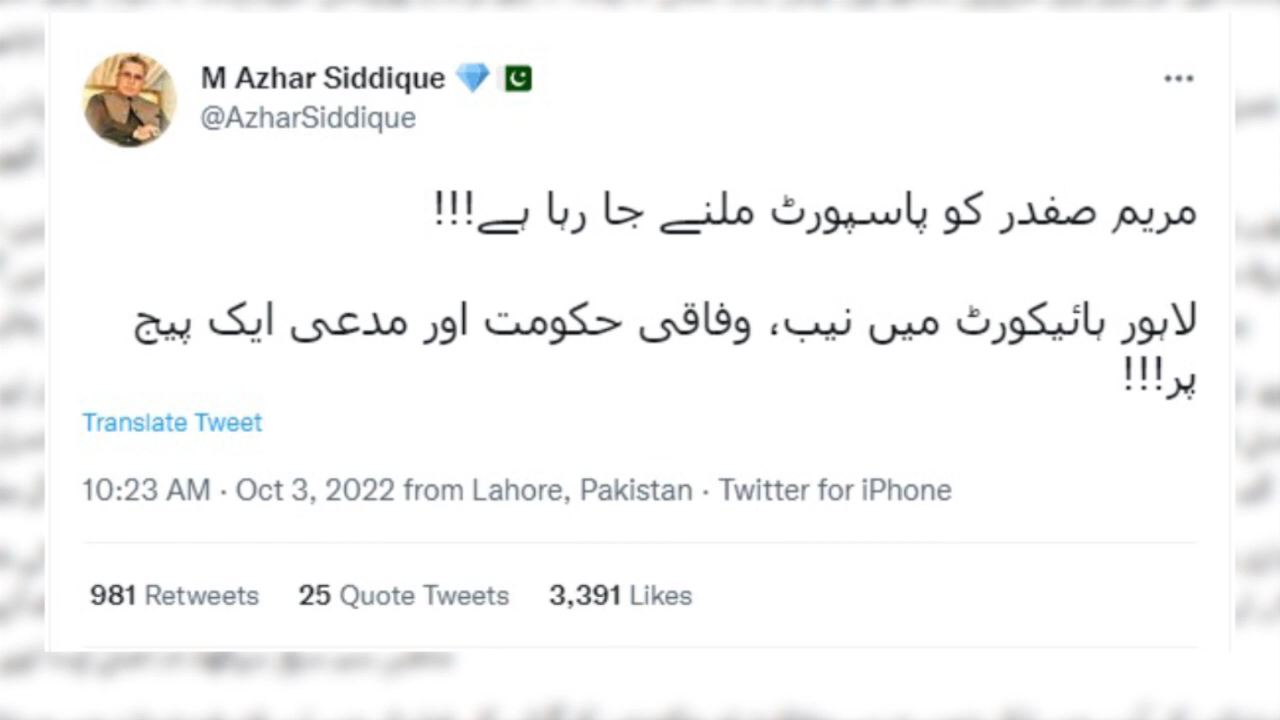 M Azhar Siddique 💎 🇵🇰
@AzharSiddique
مریم صفدر کو پاسپورٹ ملنے جا رہا ہے!!!
لاہور ہائیکورٹ میں نیب، وفاقی حکومت اور مدعی ایک پیج
پر!!!
Translate Tweet
10:23 AM · Oct 3, 2022 from Lahore, Pakistan · Twitter for iPhone
981 Retweets 25 Quote Tweets 3,391 Likes